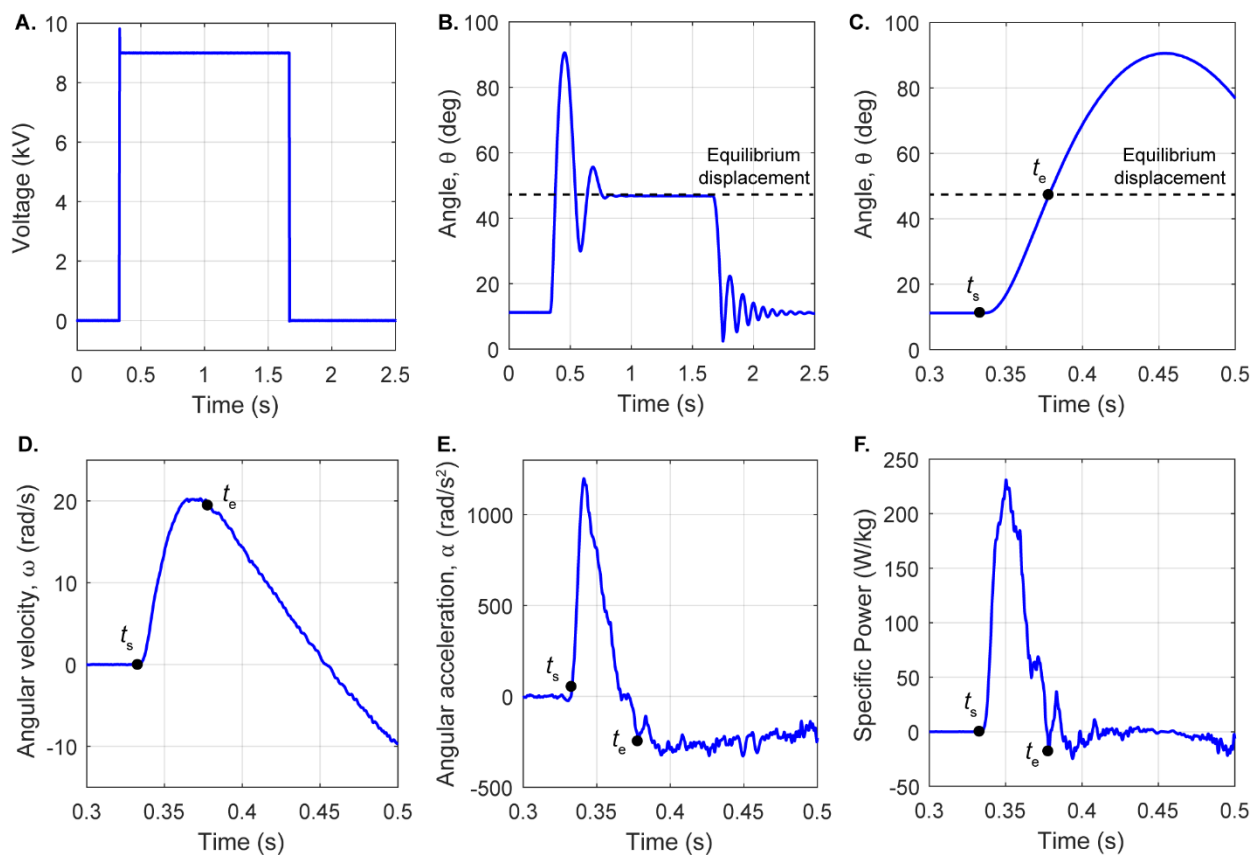 A.
Voltage (kV)
10
8
6
4
2
0
0
0.5
1
1.5
2
2.5
Time (s)
B.
Angle, θ (deg)
100
80
60
40
20
0
Equilibrium
displacement
0
0.5
1
1.5
2
2.5
Time (s)
C.
Angle, θ (deg)
100
80
60
40
20
0
te
Equilibrium
displacement
ts
0.3
0.35
0.4
0.45
0.5
Time (s)
D.
Angular velocity, ω (rad/s)
20
10
0
-10
te
ts
0.3
0.35
0.4
0.45
0.5
Time (s)
E.
Angular acceleration, α (rad/s²)
1000
500
0
-500
ts
te
0.3
0.35
0.4
0.45
0.5
Time (s)
F.
Specific Power (W/kg)
250
200
150
100
50
0
-50
ts
te
0.3
0.35
0.4
0.45
0.5
Time (s)